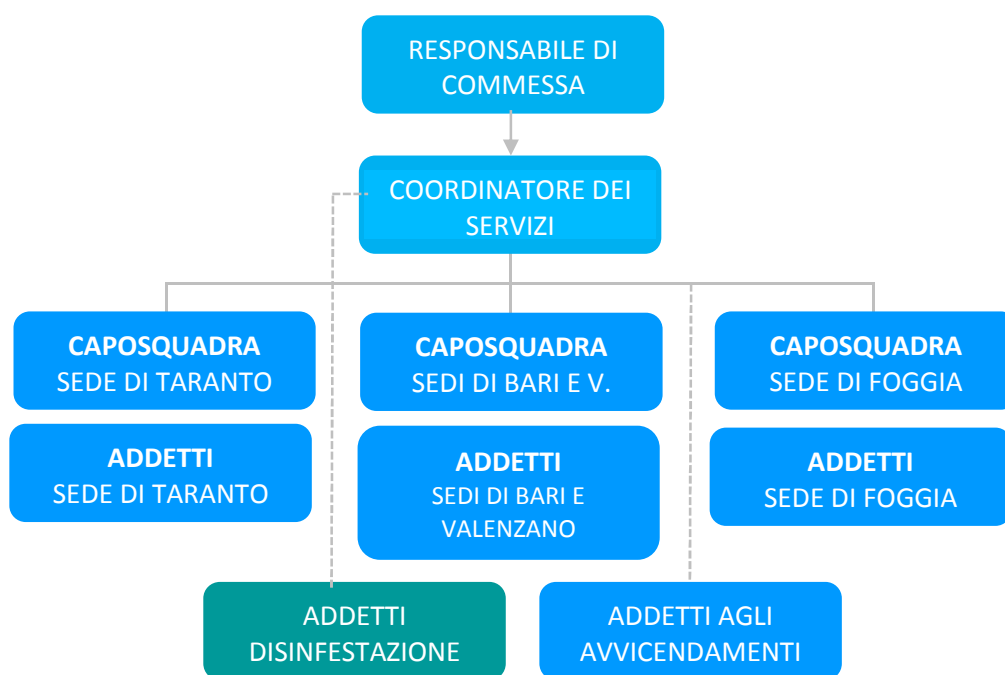 RESPONSABILE DI
COMMESSA
COORDINATORE DEI
SERVIZI
CAPOSQUADRA
SEDE DI TARANTO
CAPOSQUADRA
SEDI DI BARI E V.
CAPOSQUADRA
SEDE DI FOGGIA
ADDETTI
SEDE DI TARANTO
ADDETTI
SEDI DI BARI E
VALENZANO
ADDETTI
SEDE DI FOGGIA
ADDETTI
DISINFESTAZIONE
ADDETTI AGLI
AVVICENDAMENTI